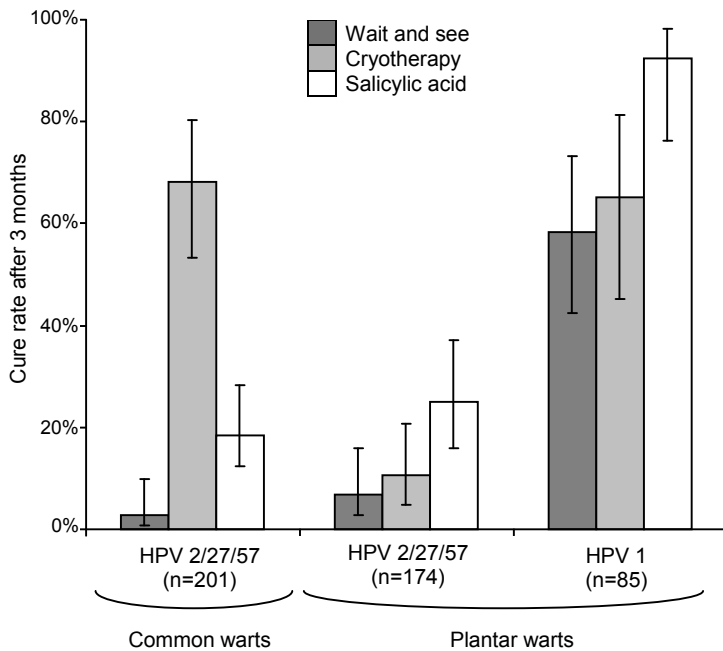 100%
80%
60%
40%
20%
0%
Cure rate after 3 months
Wait and see
Cryotherapy
Salicylic acid
HPV 2/27/57
(n=201)
HPV 2/27/57
(n=174)
HPV 1
(n=85)
Common warts
Plantar warts